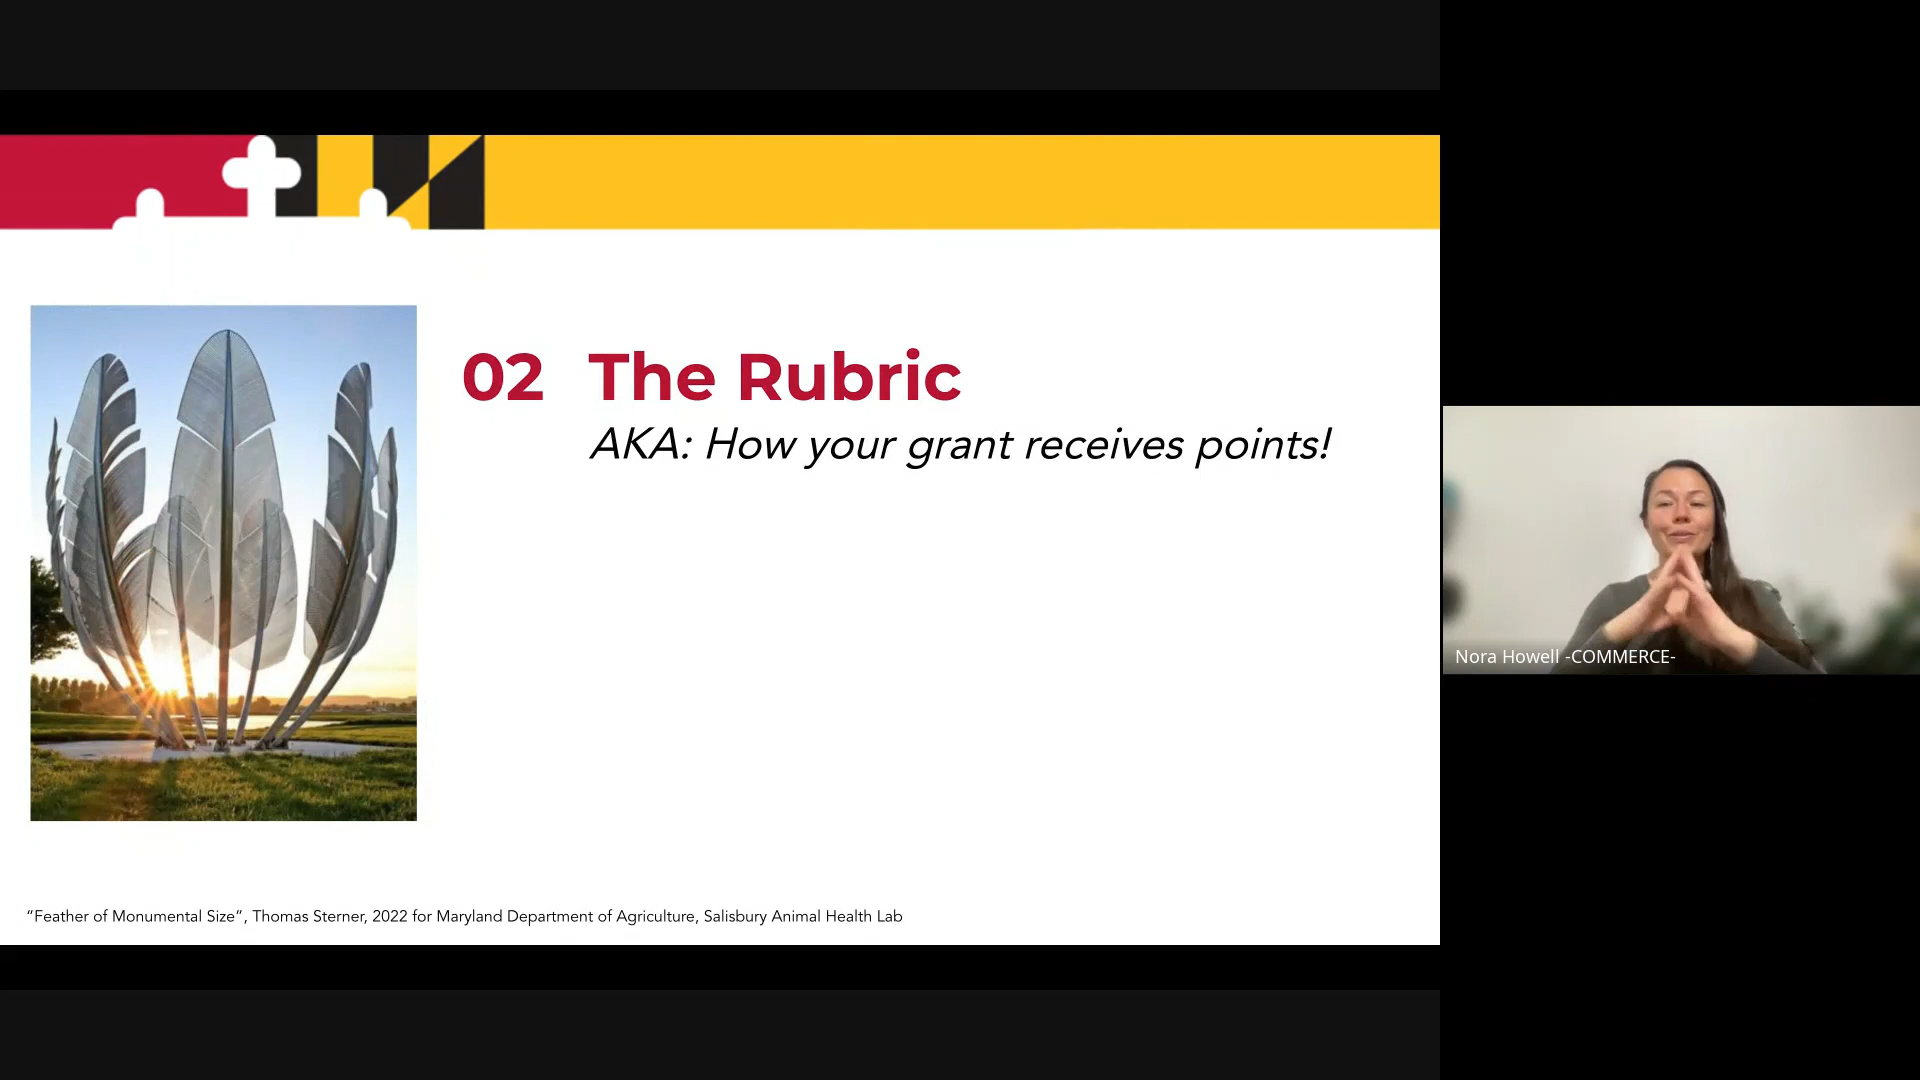 02 The Rubric
AKA: How your grant receives points!
Nora Howell -COMMERCE-
“Feather of Monumental Size”, Thomas Sterner, 2022 for Maryland Department of Agriculture, Salisbury Animal Health Lab